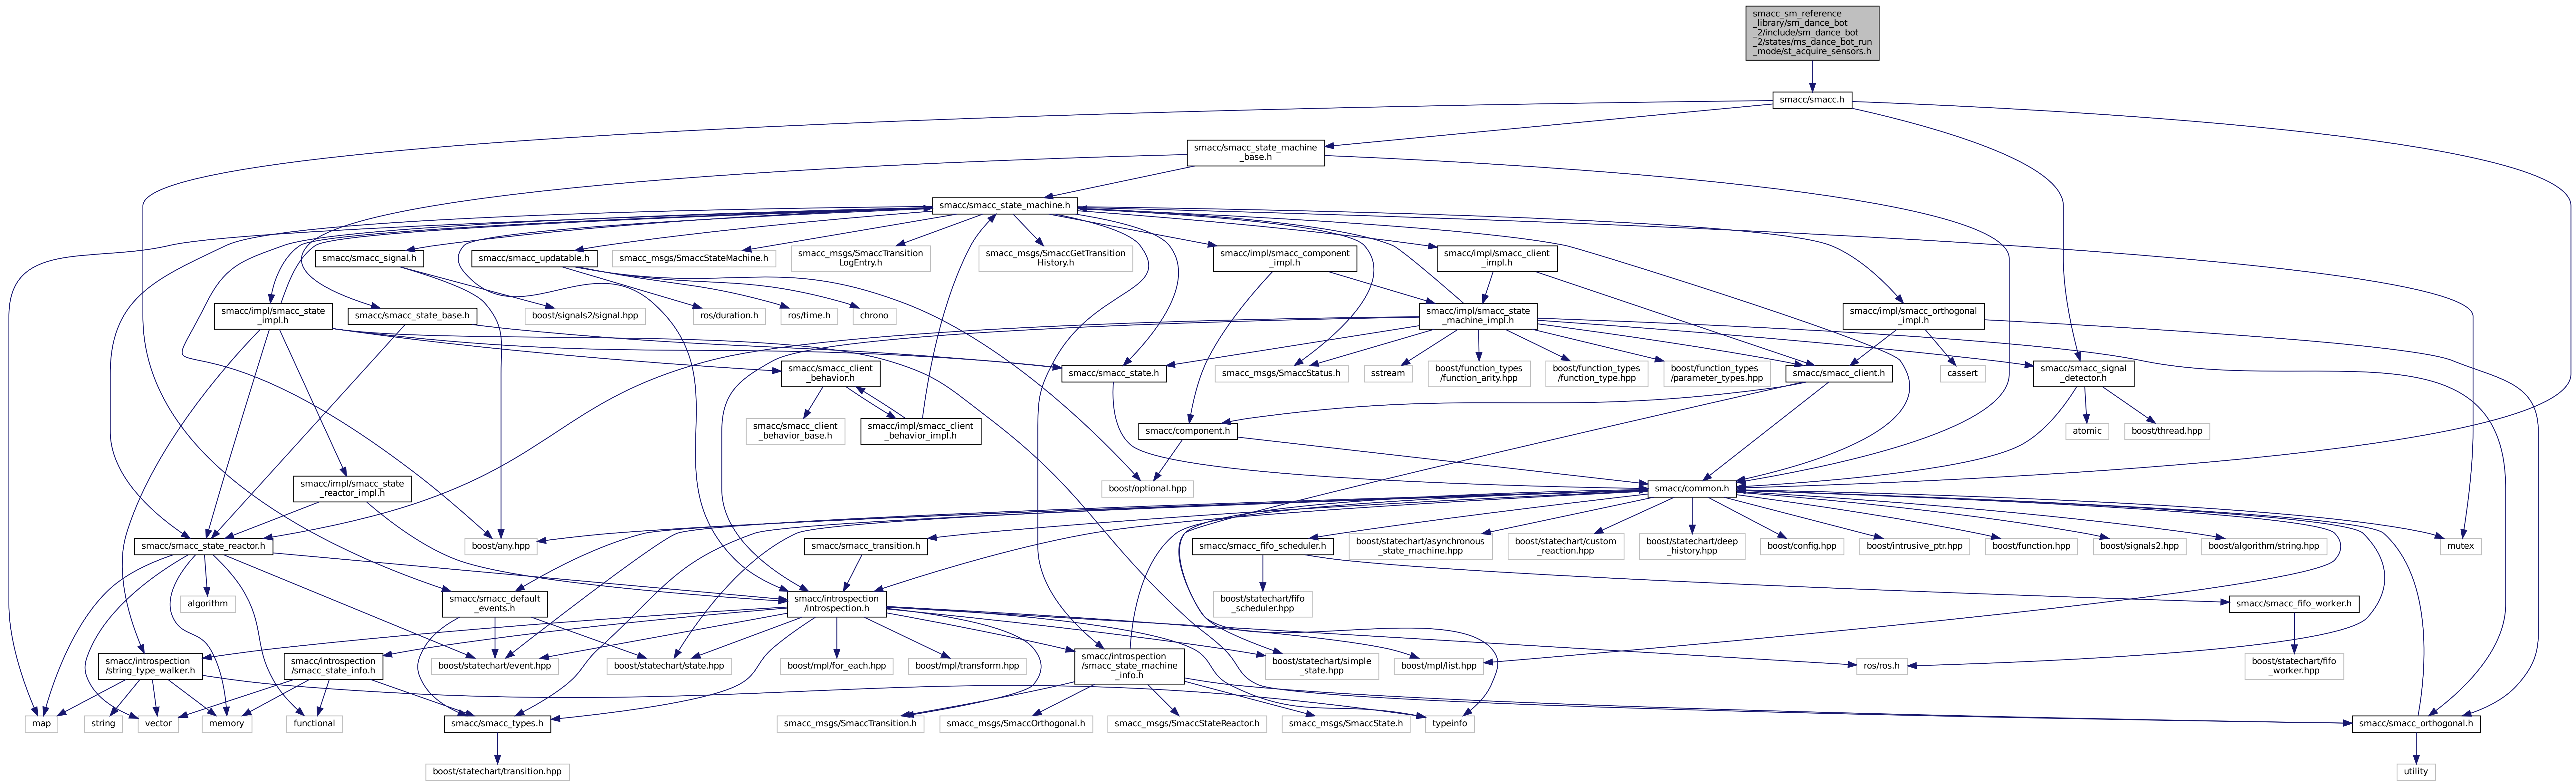 smacc_sm_reference
_library/sm_dance_bot
_2/include/sm_dance_bot
_2/states/ms_dance_bot_run
_mode/st_acquire_sensors.h
smacc/smacc.h
smacc/smacc_state_machine
_base.h
smacc/smacc_state_machine.h
smacc/smacc_signal.h
smacc/smacc_updatable.h
smacc_msgs/SmaccStateMachine.h
smacc_msgs/SmaccTransition
LogEntry.h
smacc_msgs/SmaccGetTransition
History.h
smacc/impl/smacc_component
_impl.h
smacc/impl/smacc_client
_impl.h
smacc/impl/smacc_state
_impl.h
smacc/smacc_state_base.h
boost/signals2/signal.hpp
ros/duration.h
ros/time.h
chrono
smacc/impl/smacc_state
_machine_impl.h
smacc/impl/smacc_orthogonal
_impl.h
smacc/smacc_client
_behavior.h
smacc/smacc_state.h
smacc_msgs/SmaccStatus.h
sstream
boost/function_types
/function_arity.hpp
boost/function_types
/function_type.hpp
boost/function_types
/parameter_types.hpp
smacc/smacc_client.h
cassert
smacc/smacc_signal
_detector.h
smacc/smacc_client
_behavior_base.h
smacc/impl/smacc_client
_behavior_impl.h
smacc/component.h
atomic
boost/thread.hpp
smacc/impl/smacc_state
_reactor_impl.h
boost/optional.hpp
smacc/common.h
smacc/smacc_state_reactor.h
boost/any.hpp
smacc/smacc_transition.h
smacc/smacc_fifo_scheduler.h
boost/statechart/asynchronous
_state_machine.hpp
boost/statechart/custom
_reaction.hpp
boost/statechart/deep
_history.hpp
boost/config.hpp
boost/intrusive_ptr.hpp
boost/function.hpp
boost/signals2.hpp
boost/algorithm/string.hpp
mutex
algorithm
smacc/smacc_default
_events.h
smacc/introspection
/introspection.h
boost/statechart/fifo
_scheduler.hpp
smacc/smacc_fifo_worker.h
smacc/introspection
/string_type_walker.h
smacc/introspection
/smacc_state_info.h
boost/statechart/event.hpp
boost/statechart/state.hpp
boost/mpl/for_each.hpp
boost/mpl/transform.hpp
smacc/introspection
/smacc_state_machine
_info.h
boost/statechart/simple
_state.hpp
boost/mpl/list.hpp
ros/ros.h
boost/statechart/fifo
_worker.hpp
map
string
vector
memory
functional
smacc/smacc_types.h
smacc_msgs/SmaccTransition.h
smacc_msgs/SmaccOrthogonal.h
smacc_msgs/SmaccStateReactor.h
smacc_msgs/SmaccState.h
typeinfo
smacc/smacc_orthogonal.h
boost/statechart/transition.hpp
utility